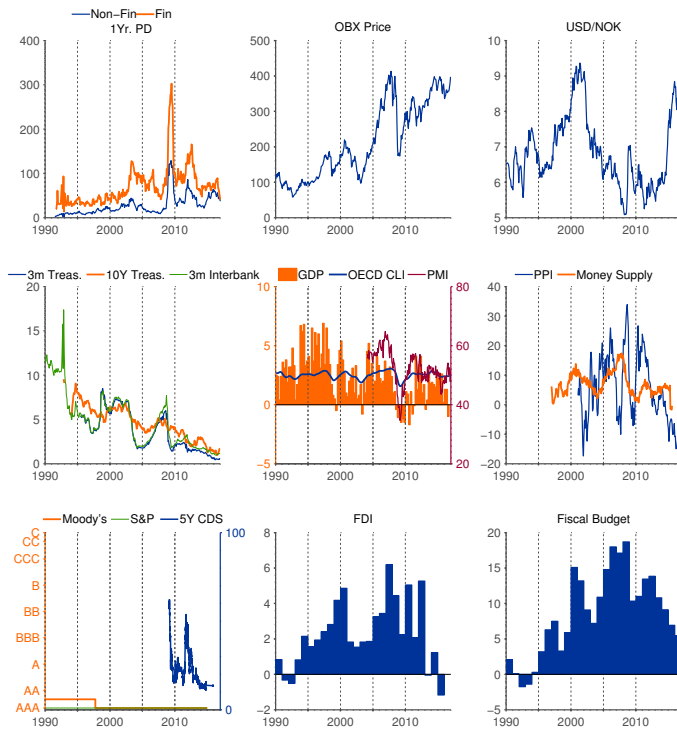 Non−Fin Fin
1Yr. PD
400
300
200
100
0
1990 2000 2010
OBX Price
500
400
300
200
100
0
1990 2000 2010
USD/NOK
10
9
8
7
6
5
1990 2000 2010
3m Treas. 10Y Treas. 3m Interbank
20
15
10
5
0
1990 2000 2010
GDP OECD CLI PMI
10 80
5 60
0 40
−5 20
1990 2000 2010
PPI Money Supply
40
30
20
10
0
−10
−20
1990 2000 2010
Moody's S&P 5Y CDS
C 100
CC
CCC
B
BB
BBB
A
AA
AAA 0
1990 2000 2010
FDI
8
6
4
2
0
−2
1990 2000 2010
Fiscal Budget
20
15
10
5
0
−5
1990 2000 2010